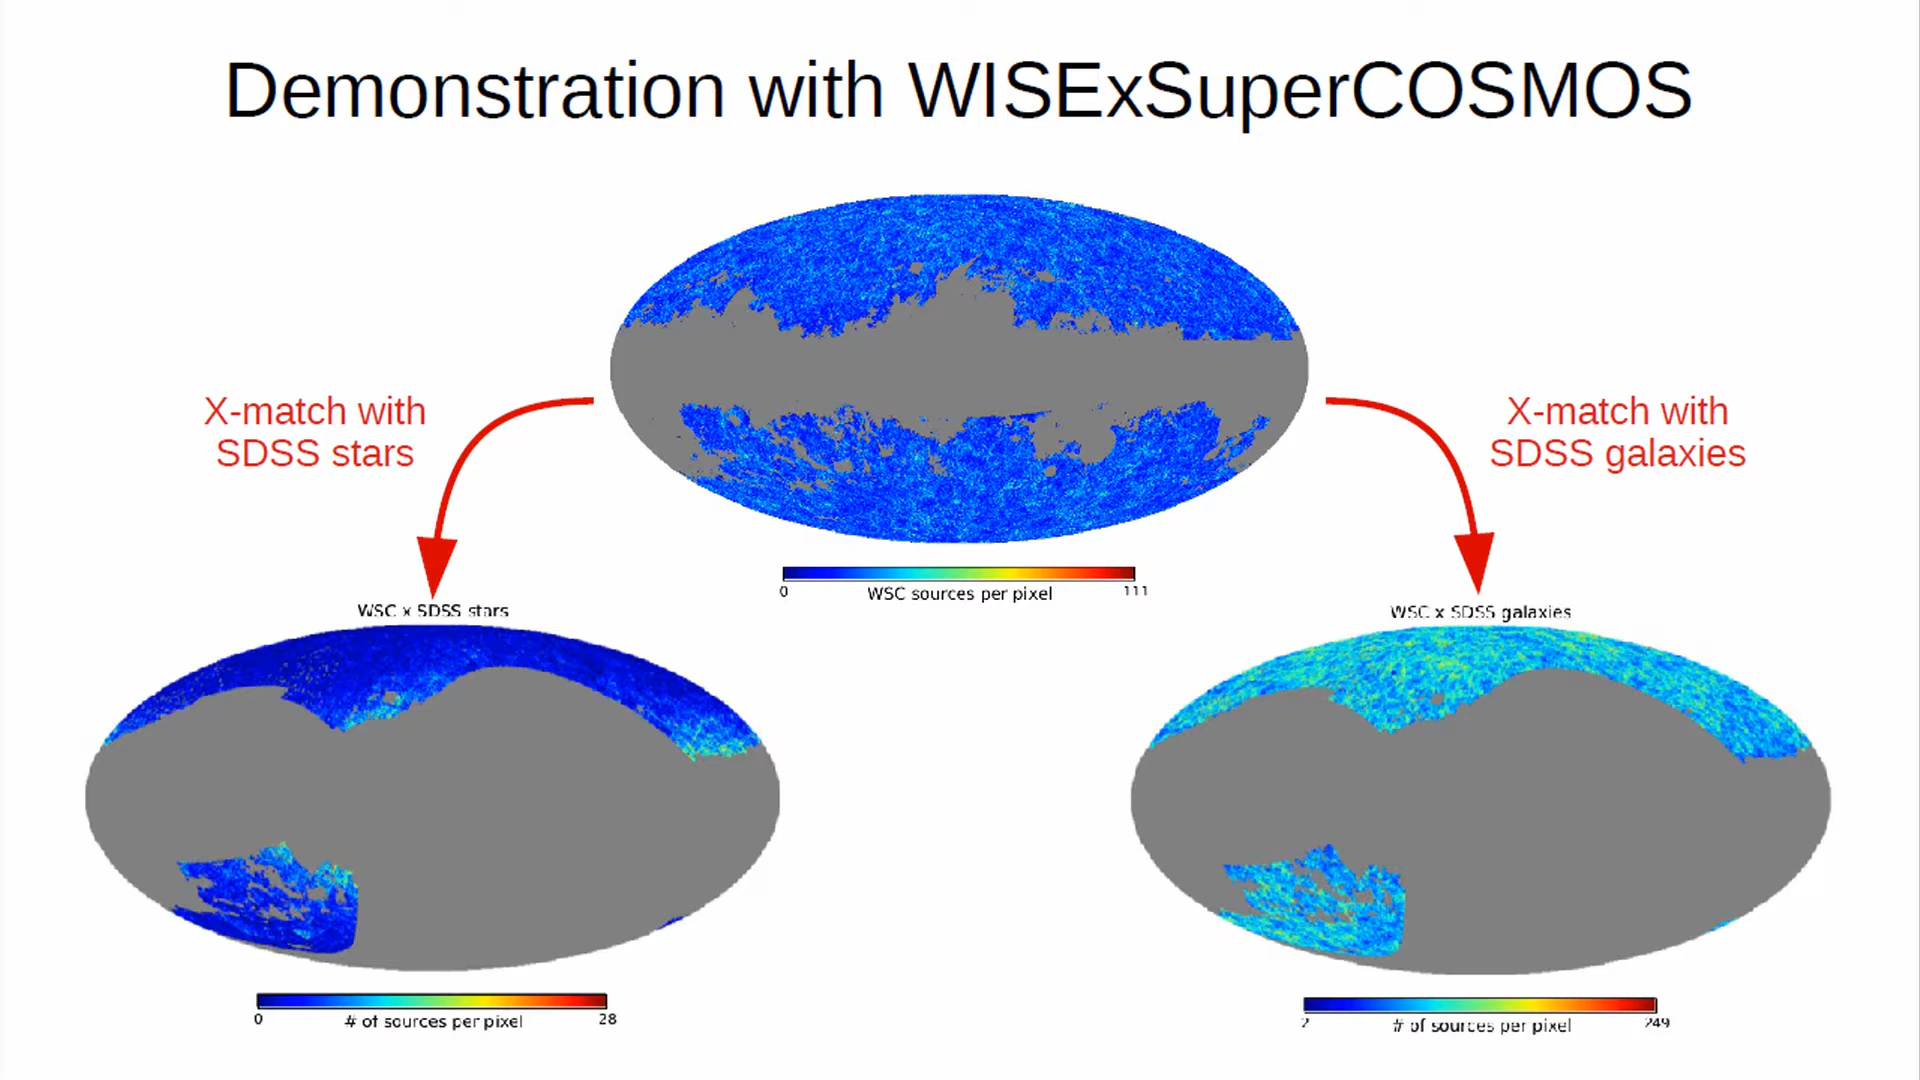 Demonstration with WISExSuperCOSMOS
X-match with
SDSS stars
X-match with
SDSS galaxies
0
111
WSC sources per pixel
WSC x SDSS stars
WSC x SDSS galaxies
0
28
# of sources per pixel
2
249
# of sources per pixel